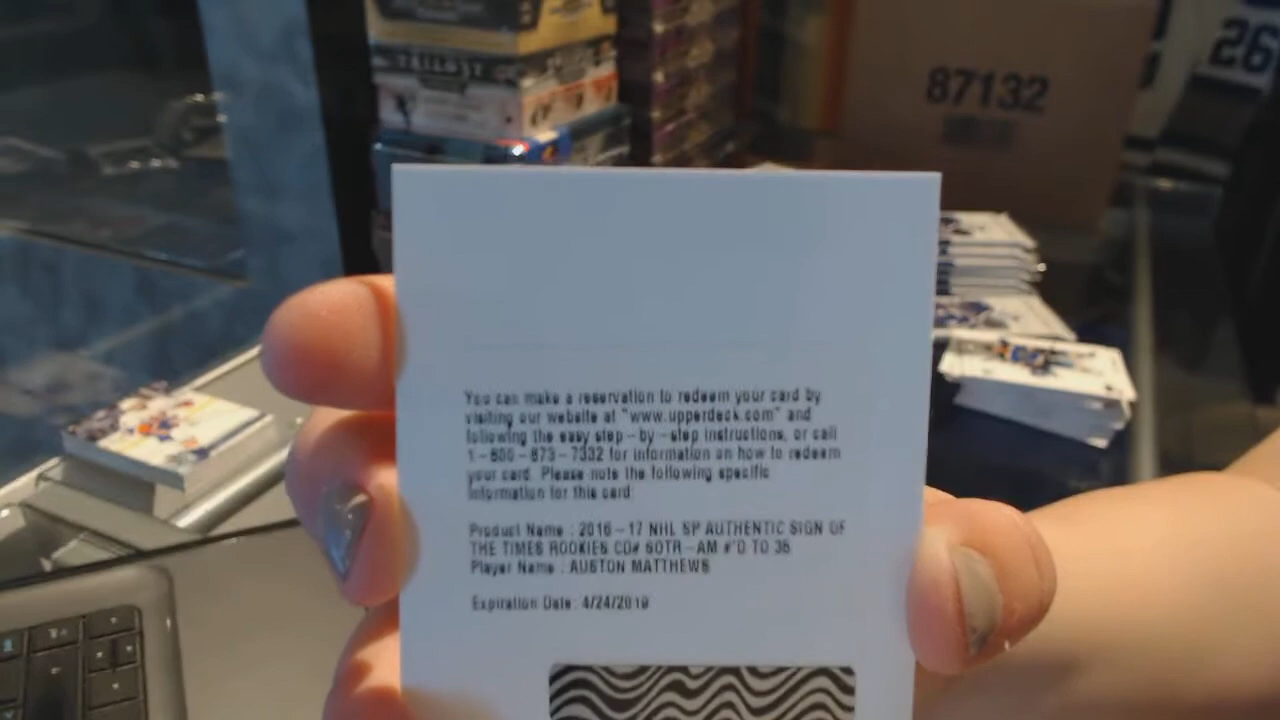 26
87132
You can make a reservation to redeem your card by
visiting our website at "www.upperdeck.com" and
following the easy step-by-step instructions, or call
1-800-873-7332 for information on how to redeem
your card. Please note the following specific
information for this card:
Product Name : 2016-17 NHL SP AUTHENTIC SIGN OF
THE TIMES ROOKIES CD# SOTR-AM #'D TO 35
Player Name : AUSTON MATTHEWS
Expiration Date: 4/24/2019